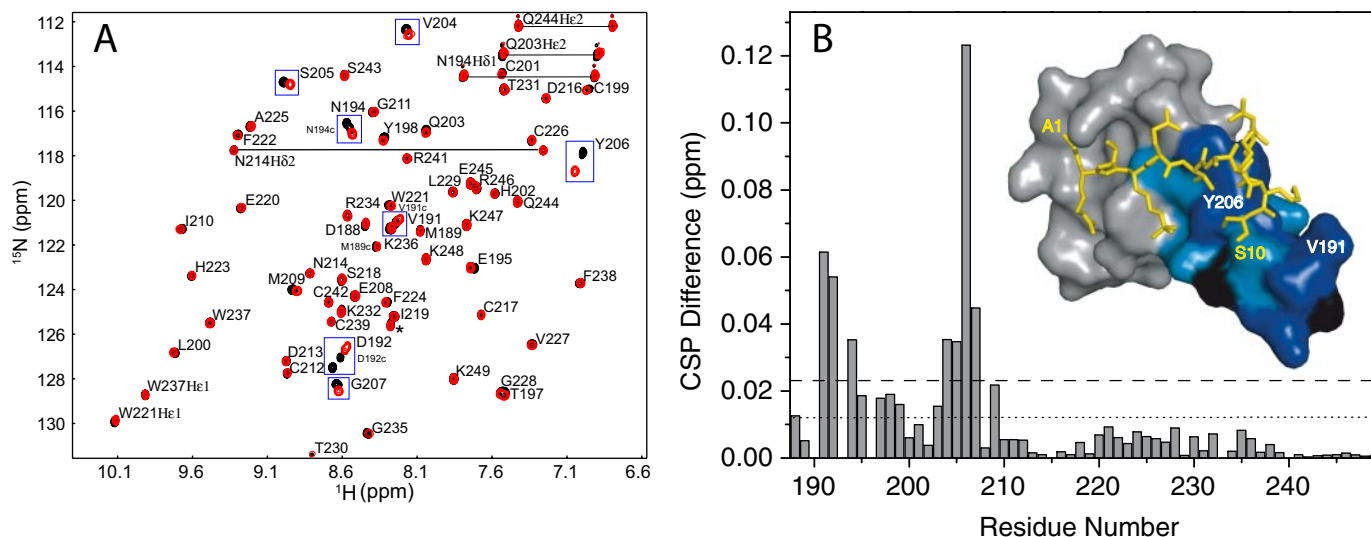 A
112
114
116
118
120
122
124
126
128
130
¹⁵N (ppm)
10.1
9.6
9.1
8.6
8.1
7.6
7.1
6.6
¹H (ppm)
V204
Q244Hε2
Q203Hε2
N194Hδ1
C201
S205
S243
T231
D216
C199
A225
N194
G211
N194c
Y198
Q203
C226
F222
Y206
N214Hδ2
R241
E245
L229
R246
H202
E220
W221
Q244
R234
V191c
V191
K247
I210
D188
M189
K236
M189c
K248
E195
H223
N214
S218
F238
M209
E208
C242
F224
K232
I219
C217
W237
C239
*
D192
V227
L200
D213
D192c
C212
G207
K249
G228
T197
W237Hε1
W221Hε1
G235
T230
B
0.12
0.10
0.08
0.06
0.04
0.02
0.00
CSP Difference (ppm)
190
200
210
220
230
240
Residue Number
A1
Y206
S10
V191